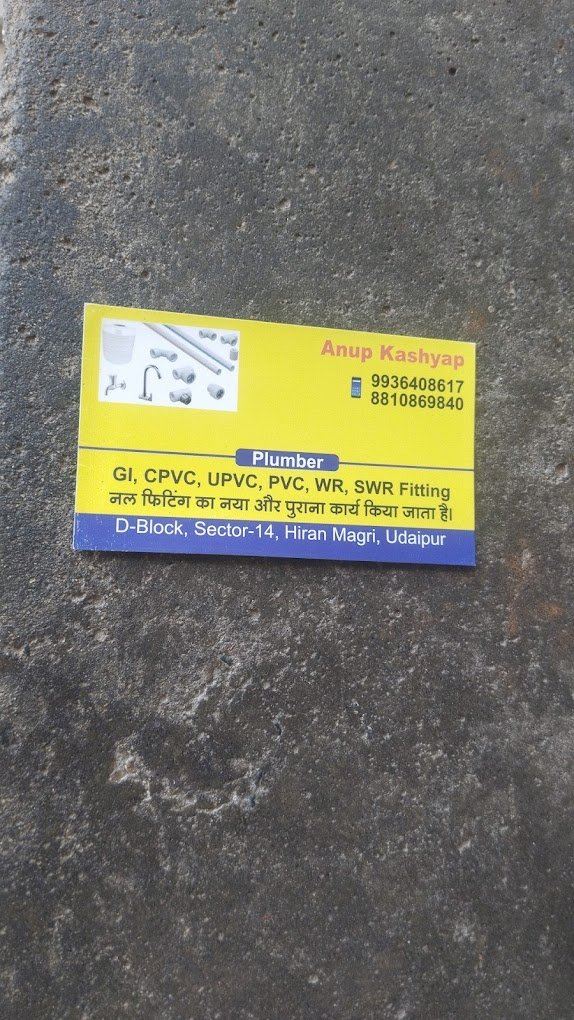 Anup Kashyap
9936408617
8810869840
Plumber
GI, CPVC, UPVC, PVC, WR, SWR Fitting
नल फिटिंग का नया और पुराना कार्य किया जाता है।
D-Block, Sector-14, Hiran Magri, Udaipur